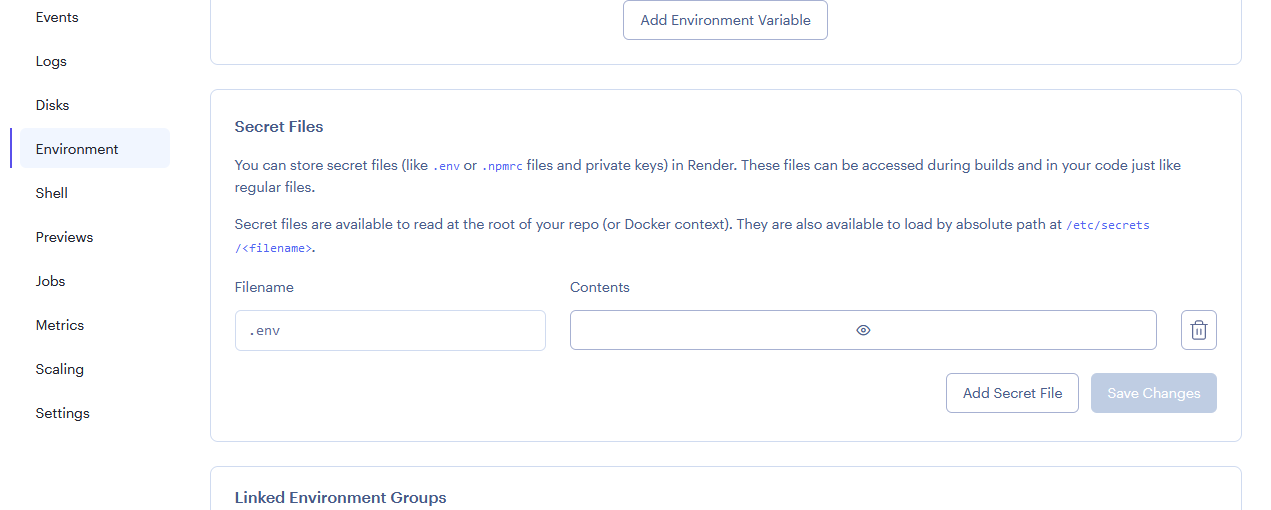 Events
Logs
Disks
Environment
Shell
Previews
Jobs
Metrics
Scaling
Settings
Add Environment Variable
Secret Files
You can store secret files (like .env or .npmrc files and private keys) in Render. These files can be accessed during builds and in your code just like
regular files.
Secret files are available to read at the root of your repo (or Docker context). They are also available to load by absolute path at /etc/secrets
/<filename>.
Filename
Contents
.env
Add Secret File
Save Changes
Linked Environment Groups